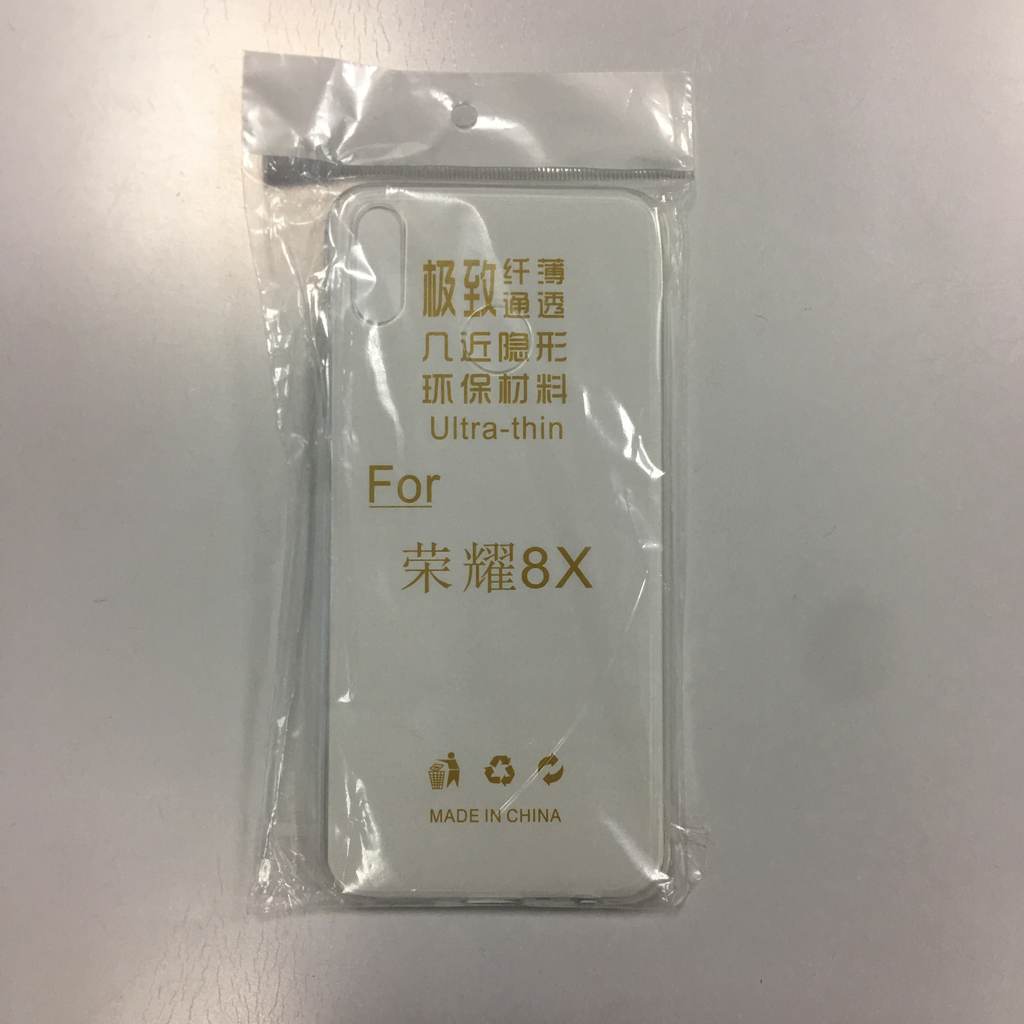 极致纤薄
通透
几近隐形
环保材料
Ultra-thin
For
荣耀8X
MADE IN CHINA